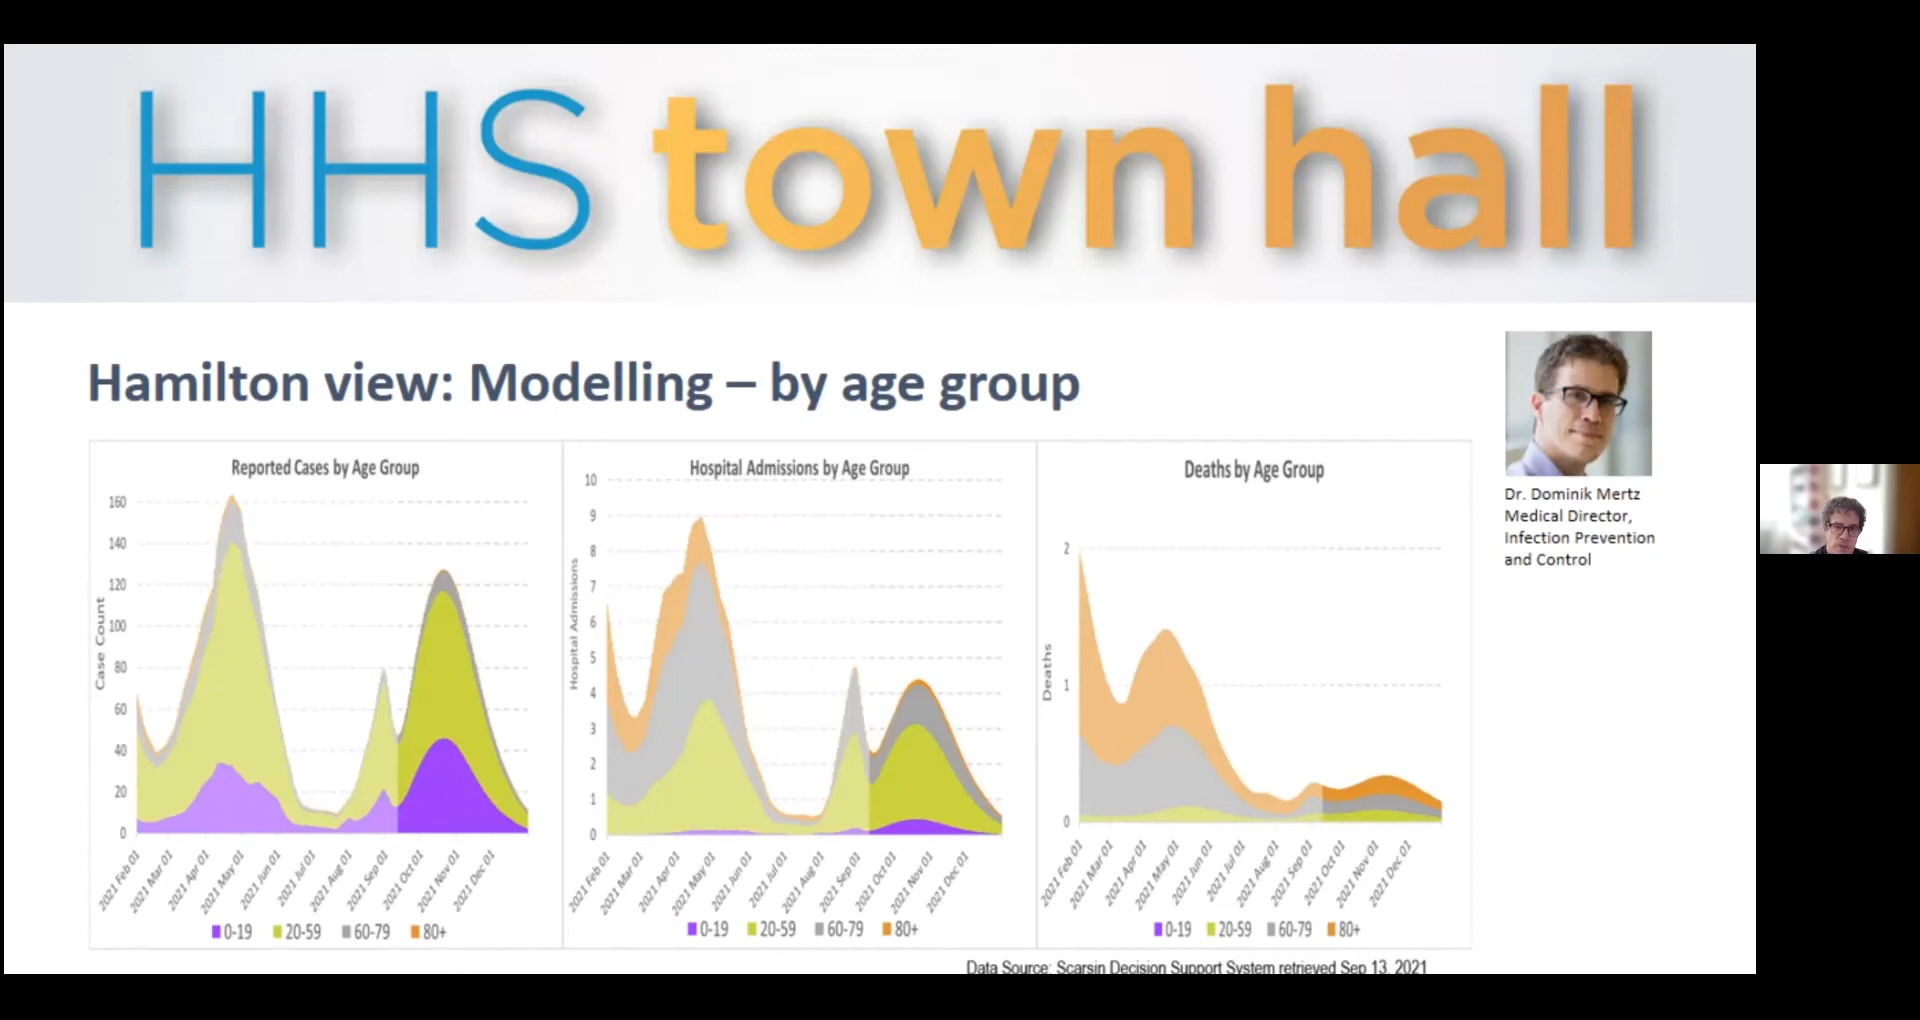 HHS town hall
Hamilton view: Modelling – by age group
Reported Cases by Age Group
Case Count
160
140
120
100
80
60
40
20
0
2021 Feb 01
2021 Mar 01
2021 Apr 01
2021 May 01
2021 Jun 01
2021 Jul 01
2021 Aug 01
2021 Sep 01
2021 Oct 01
2021 Nov 01
2021 Dec 01
0-19 20-59 60-79 80+
Hospital Admissions by Age Group
Hospital Admissions
10
9
8
7
6
5
4
3
2
1
0
2021 Feb 01
2021 Mar 01
2021 Apr 01
2021 May 01
2021 Jun 01
2021 Jul 01
2021 Aug 01
2021 Sep 01
2021 Oct 01
2021 Nov 01
2021 Dec 01
0-19 20-59 60-79 80+
Deaths by Age Group
Deaths
2
1
0
2021 Feb 01
2021 Mar 01
2021 Apr 01
2021 May 01
2021 Jun 01
2021 Jul 01
2021 Aug 01
2021 Sep 01
2021 Oct 01
2021 Nov 01
2021 Dec 01
0-19 20-59 60-79 80+
Dr. Dominik Mertz
Medical Director,
Infection Prevention
and Control
Data Source: Scarsin Decision Support System retrieved Sep 13, 2021